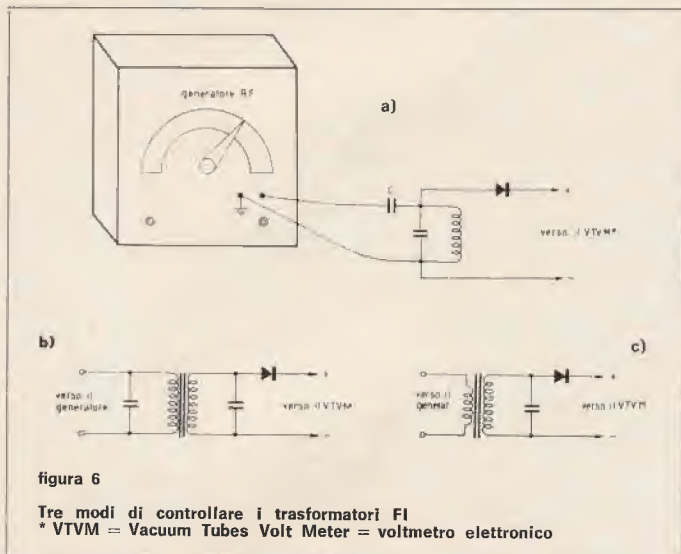 generatore RF
a)
C
+
verso il VTVM*
–
b)
c)
verso il
generatore
+
verso il VTVM
–
verso il
generat
+
verso il VTVM
–
figura 6
Tre modi di controllare i trasformatori FI
* VTVM = Vacuum Tubes Volt Meter = voltmetro elettronico